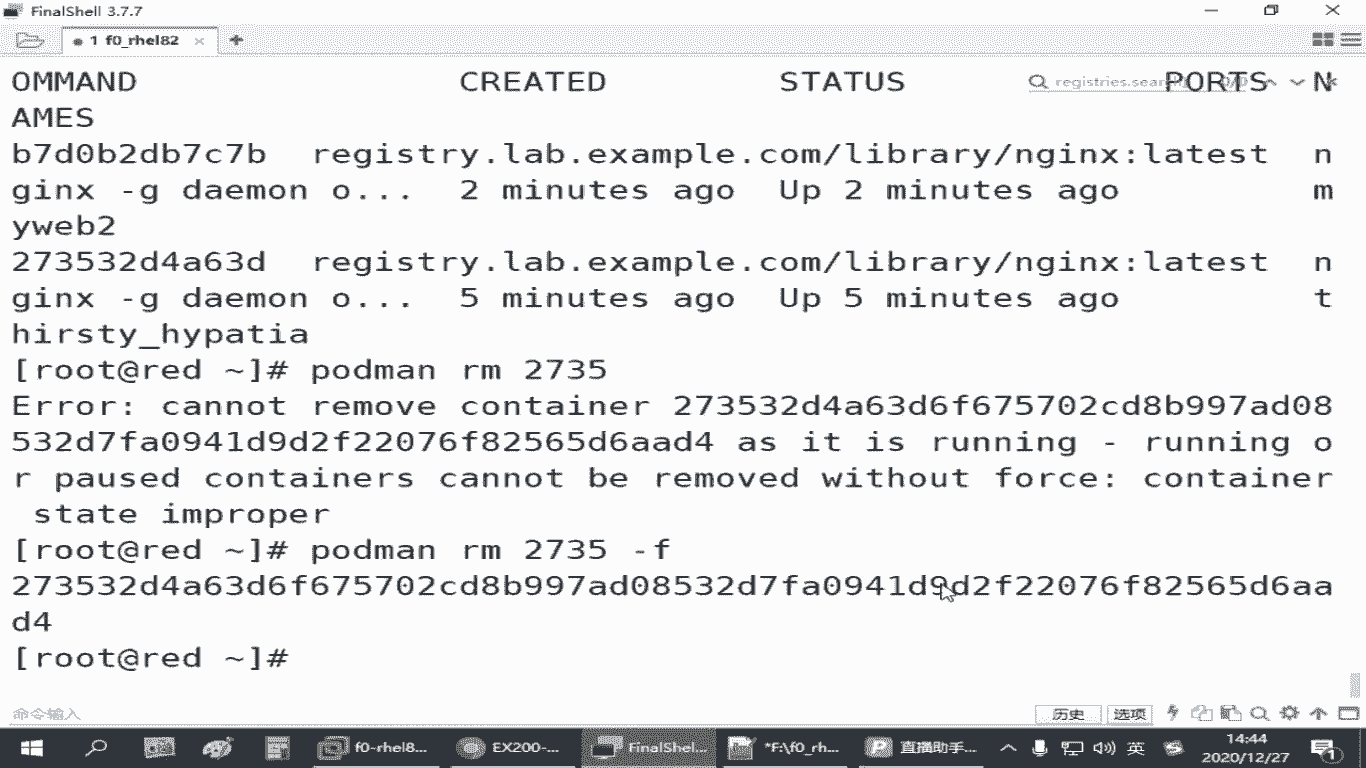 FinalShell 3.7.7
1 f0_rhel82
OMMAND CREATED STATUS PORTS N
AMES
b7d0b2db7c7b registry.lab.example.com/library/nginx:latest n
ginx -g daemon o... 2 minutes ago Up 2 minutes ago m
yweb2
273532d4a63d registry.lab.example.com/library/nginx:latest n
ginx -g daemon o... 5 minutes ago Up 5 minutes ago t
hirsty_hypatia
[root@red ~]# podman rm 2735
Error: cannot remove container 273532d4a63d6f675702cd8b997ad08
532d7fa0941d9d2f22076f82565d6aad4 as it is running - running o
r paused containers cannot be removed without force: container
state improper
[root@red ~]# podman rm 2735 -f
273532d4a63d6f675702cd8b997ad08532d7fa0941d9d2f22076f82565d6aa
d4
[root@red ~]#
命令输入 历史 选项
f0-rhel8... EX200-... FinalShel... *F:\f0_rh... 直播助手... 英 14:44
2020/12/27 1